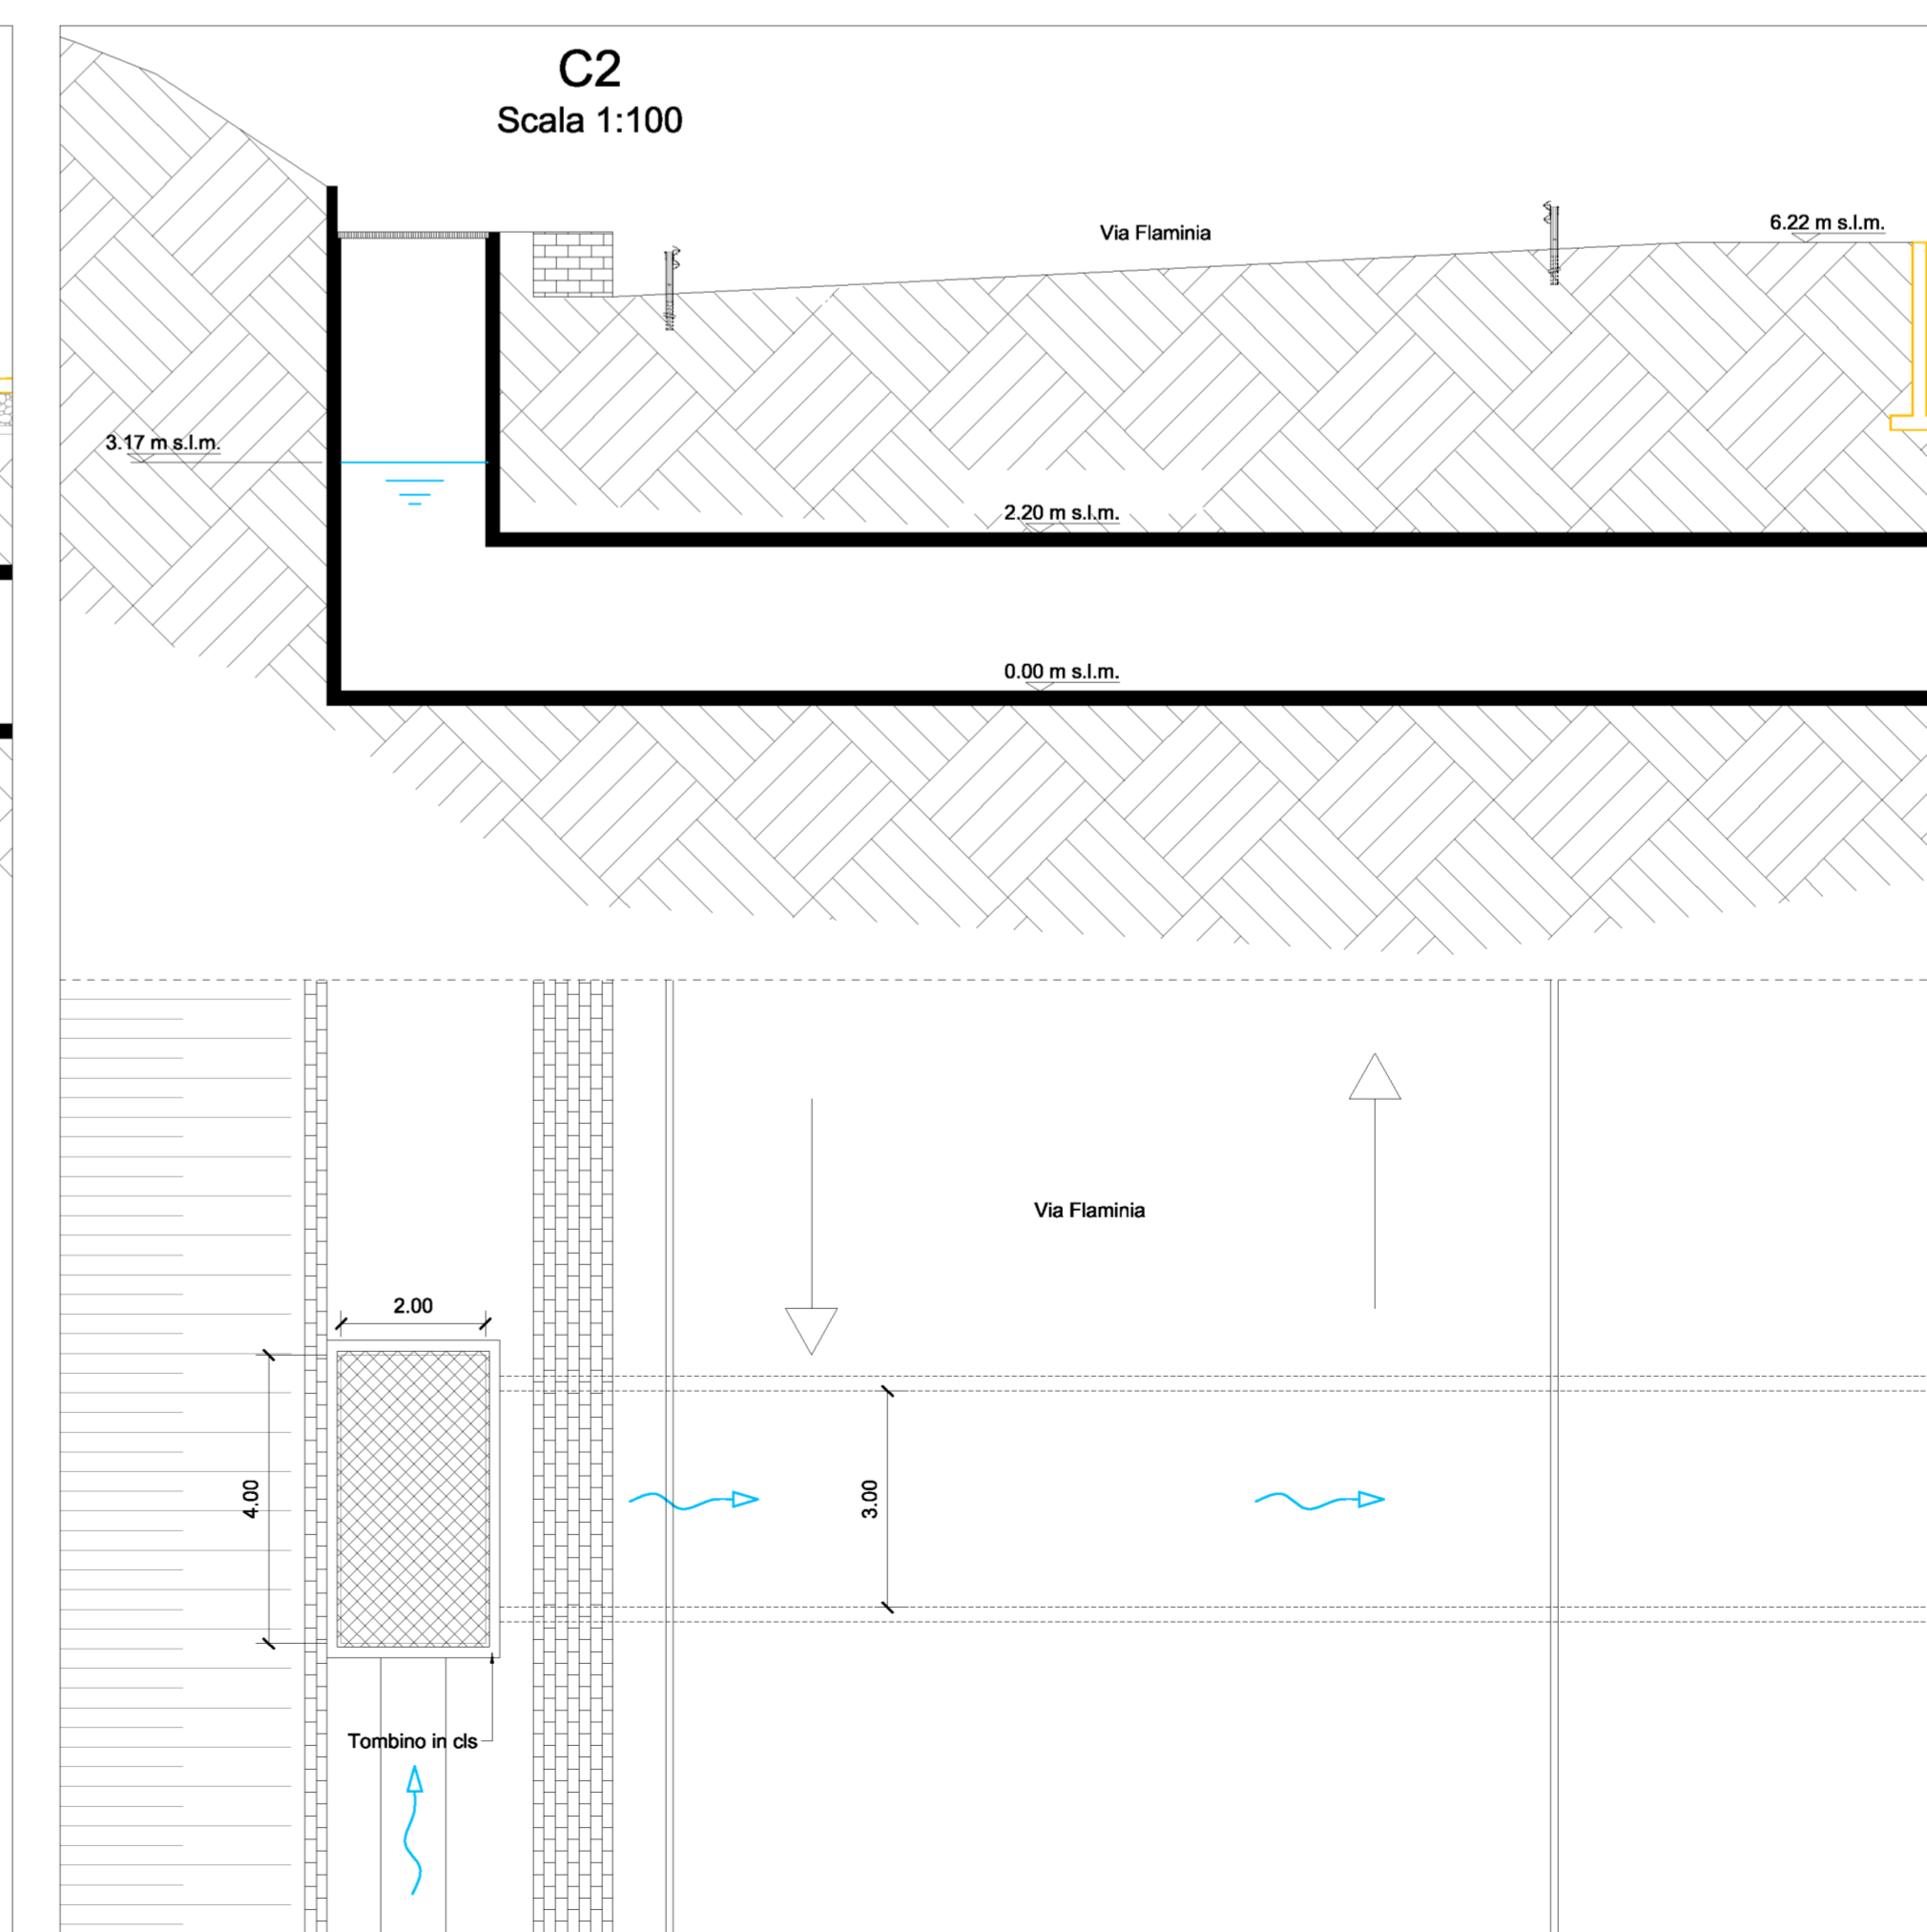 C2
Scala 1:100
Via Flaminia
6.22 m s.l.m.
3.17 m s.l.m.
2.20 m s.l.m.
0.00 m s.l.m.
Via Flaminia
2.00
4.00
3.00
Tombino in cls